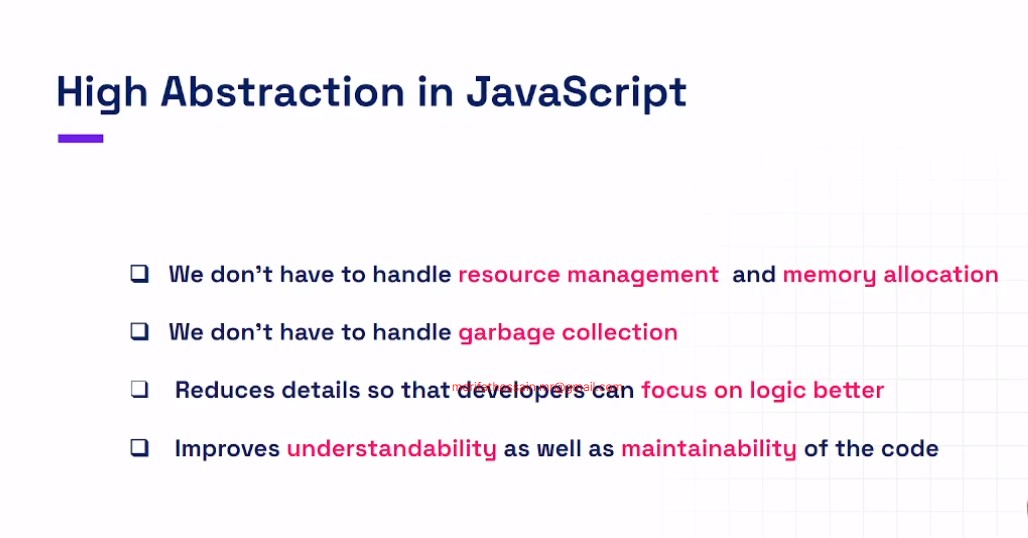 High Abstraction in JavaScript
We don't have to handle resource management and memory allocation
We don't have to handle garbage collection
Reduces details so that developers can focus on logic better
Improves understandability as well as maintainability of the code